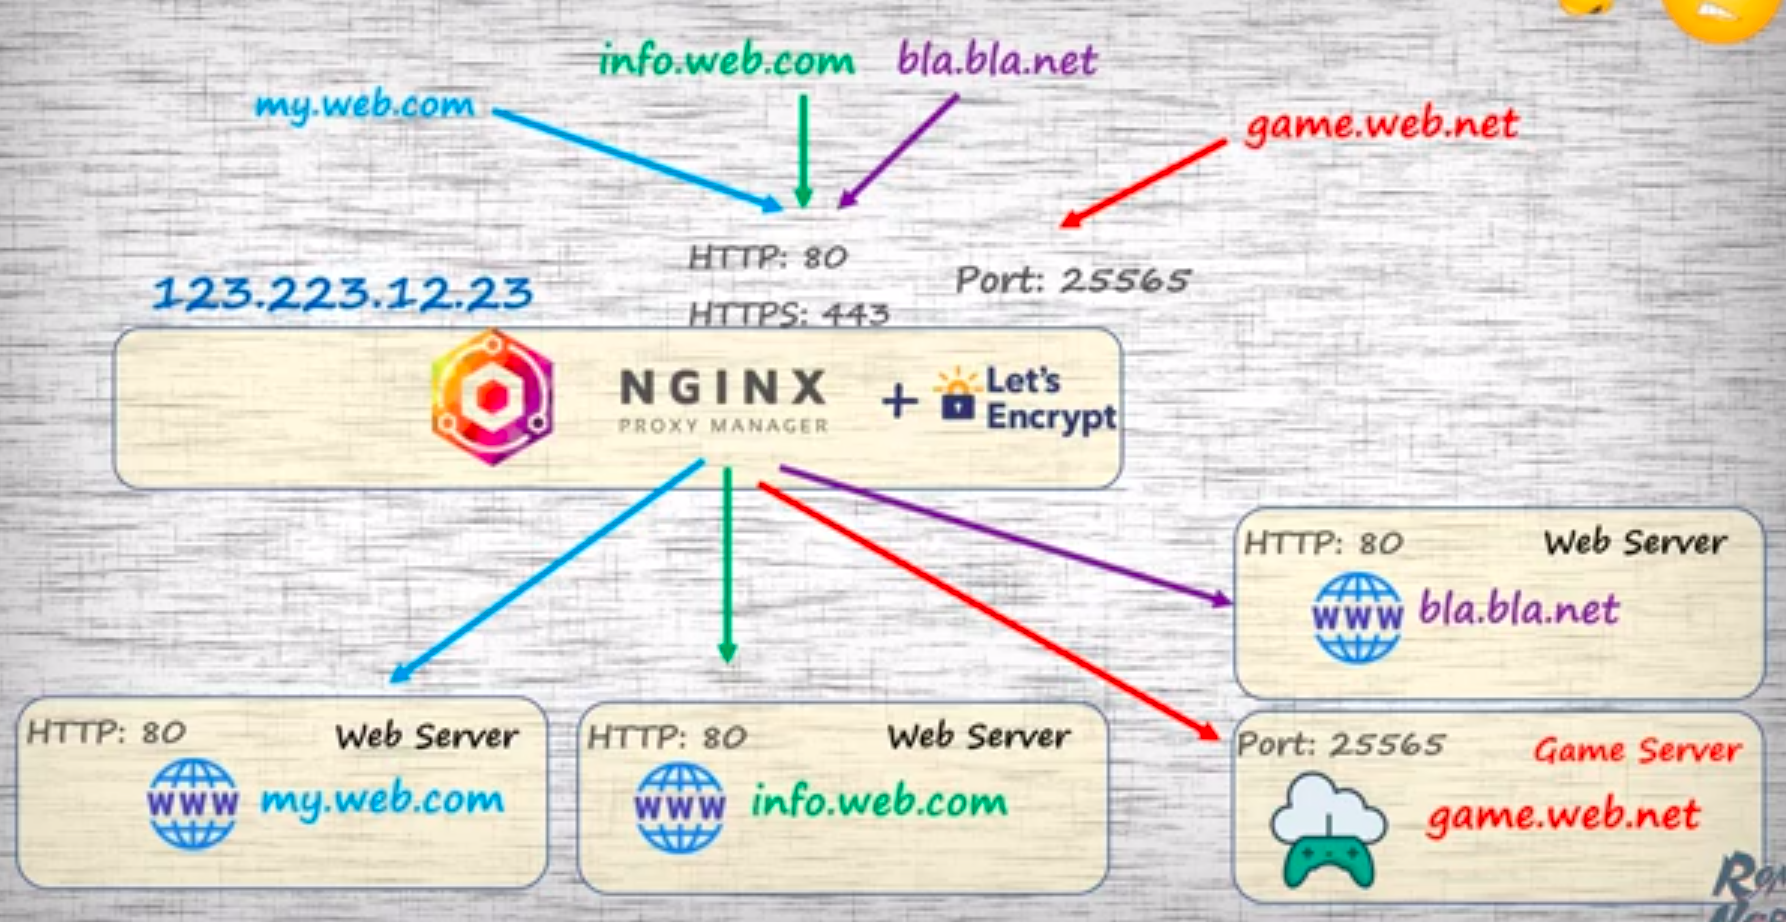 info.web.com
bla.bla.net
my.web.com
game.web.net
HTTP: 80
Port: 25565
123.223.12.23
HTTPS: 443
NGINX
PROXY MANAGER
+
Let's
Encrypt
HTTP: 80
Web Server
www
bla.bla.net
HTTP: 80
Web Server
www
my.web.com
HTTP: 80
Web Server
www
info.web.com
Port: 25565
Game Server
game.web.net